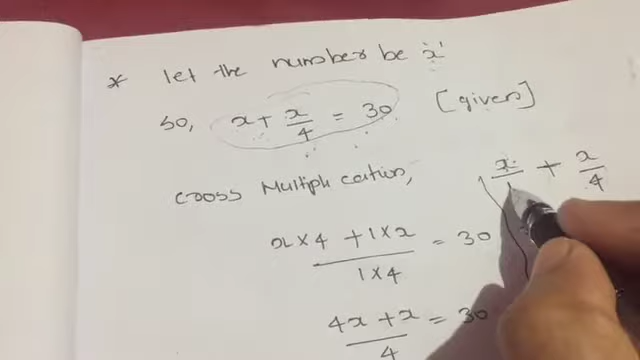 * let the number be 'x'
so, x + x/4 = 30 [given]
cross Multiplication,
x/1 + x/4
x×4 + 1×x / 1×4 = 30
4x + x / 4 = 30